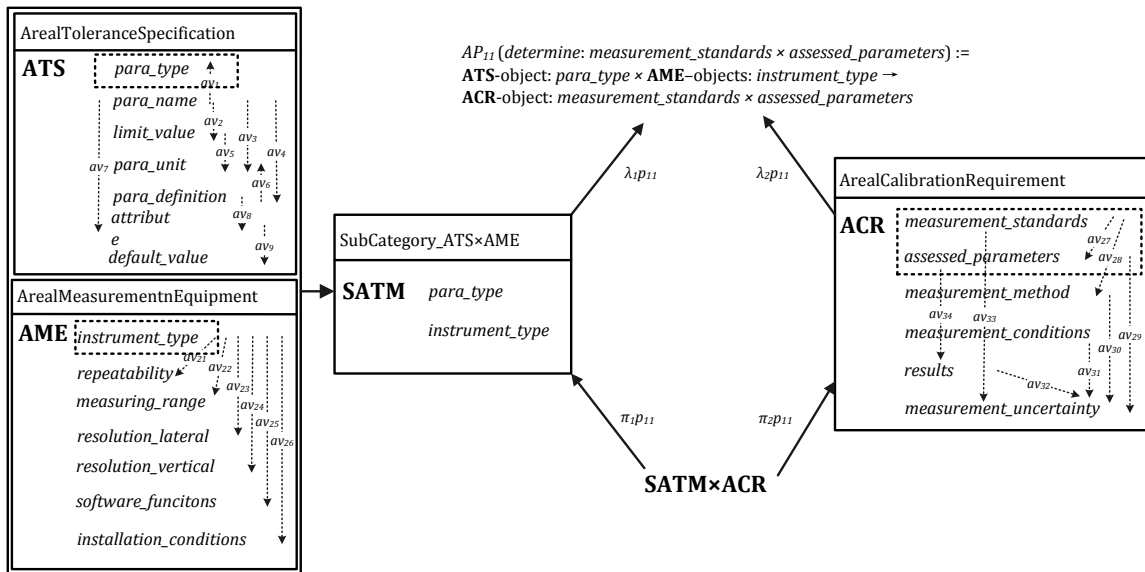 ArealToleranceSpecification
ATS
para_type
av₁
para_name
av₂
limit_value
av₃
av₄
av₅
av₇
para_unit
av₆
para_definition
attribut
av₈
e
av₉
default_value
ArealMeasurementnEquipment
AME
instrument_type
av₂₁
av₂₂
repeatability
av₂₃
measuring_range
av₂₄
av₂₅
resolution_lateral
av₂₆
resolution_vertical
software_funcitons
installation_conditions
AP₁₁ (determine: measurement_standards × assessed_parameters) :=
ATS-object: para_type × AME–objects: instrument_type →
ACR-object: measurement_standards × assessed_parameters
λ₁p₁₁
λ₂p₁₁
SubCategory_ATS×AME
SATM
para_type
instrument_type
π₁p₁₁
π₂p₁₁
SATM×ACR
ArealCalibrationRequirement
ACR
measurement_standards
av₂₇
assessed_parameters
av₂₈
measurement_method
av₃₄
av₃₃
measurement_conditions
av₂₉
av₃₀
results
av₃₁
av₃₂
measurement_uncertainty